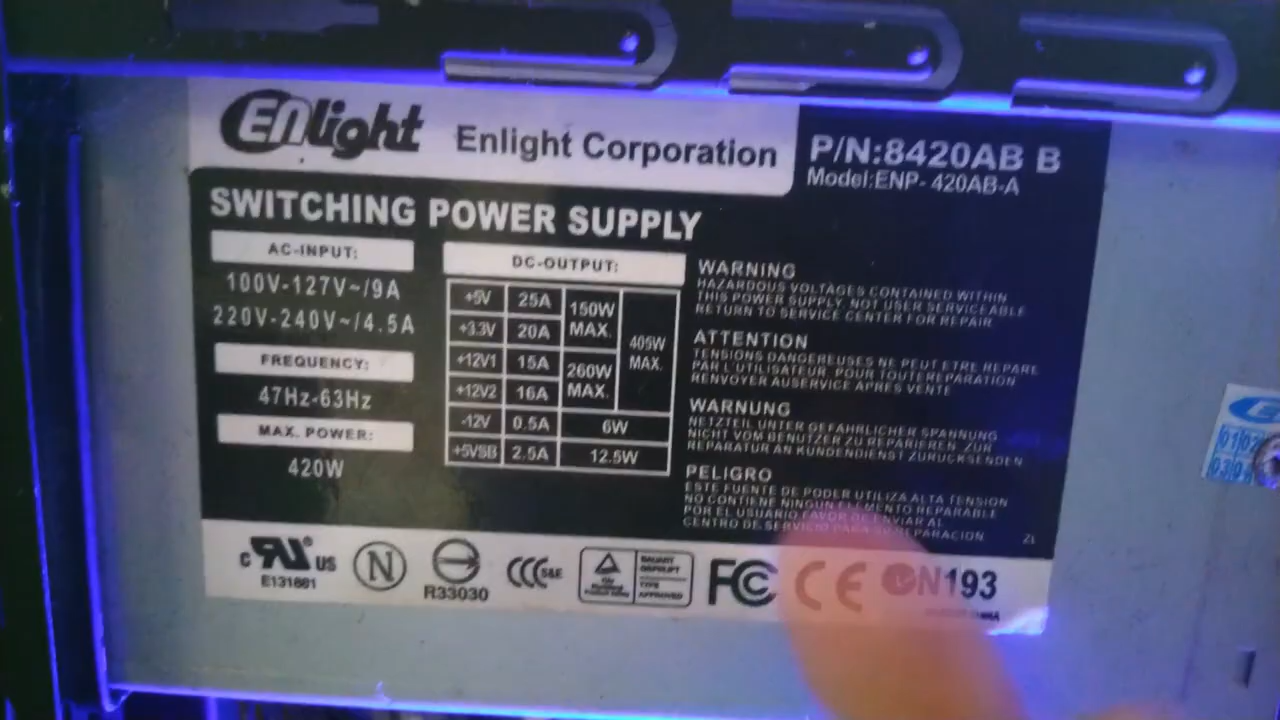 Enlight Enlight Corporation
P/N:8420AB B
Model:ENP- 420AB-A
SWITCHING POWER SUPPLY
AC-INPUT:
100V-127V~/9A
220V-240V~/4.5A
FREQUENCY:
47Hz-63Hz
MAX. POWER:
420W
DC-OUTPUT:
+5V 25A 150W MAX. 405W MAX.
+3.3V 20A
+12V1 15A 260W MAX.
+12V2 16A
-12V 0.5A 6W
+5VSB 2.5A 12.5W
WARNING
HAZARDOUS VOLTAGES CONTAINED WITHIN
THIS POWER SUPPLY. NOT USER SERVICEABLE
RETURN TO SERVICE CENTER FOR REPAIR
ATTENTION
TENSIONS DANGEREUSES NE PEUT ETRE REPARE
PAR L'UTILISATEUR. POUR TOUTE REPARATION
RENVOYER AUSERVICE APRES VENTE
WARNUNG
NETZTEIL UNTER GEFAHRLICHER SPANNUNG
NICHT VOM BENUTZER ZU REPARIEREN. ZUR
REPARATUR AN KUNDENDIENST ZURUCKSENDEN
PELIGRO
ESTE FUENTE DE PODER UTILIZA ALTA TENSION
NO CONTIENE NINGUN ELEMENTO REPARABLE
POR EL USUARIO FAVOR DE ENVIAR AL
CENTRO DE SERVICIO PARA SU REPARACION
c RU US
E131881
N
R33030
CCC S&E
BAUART
GEPRUFT
TYPE
APPROVED
FC CE N193